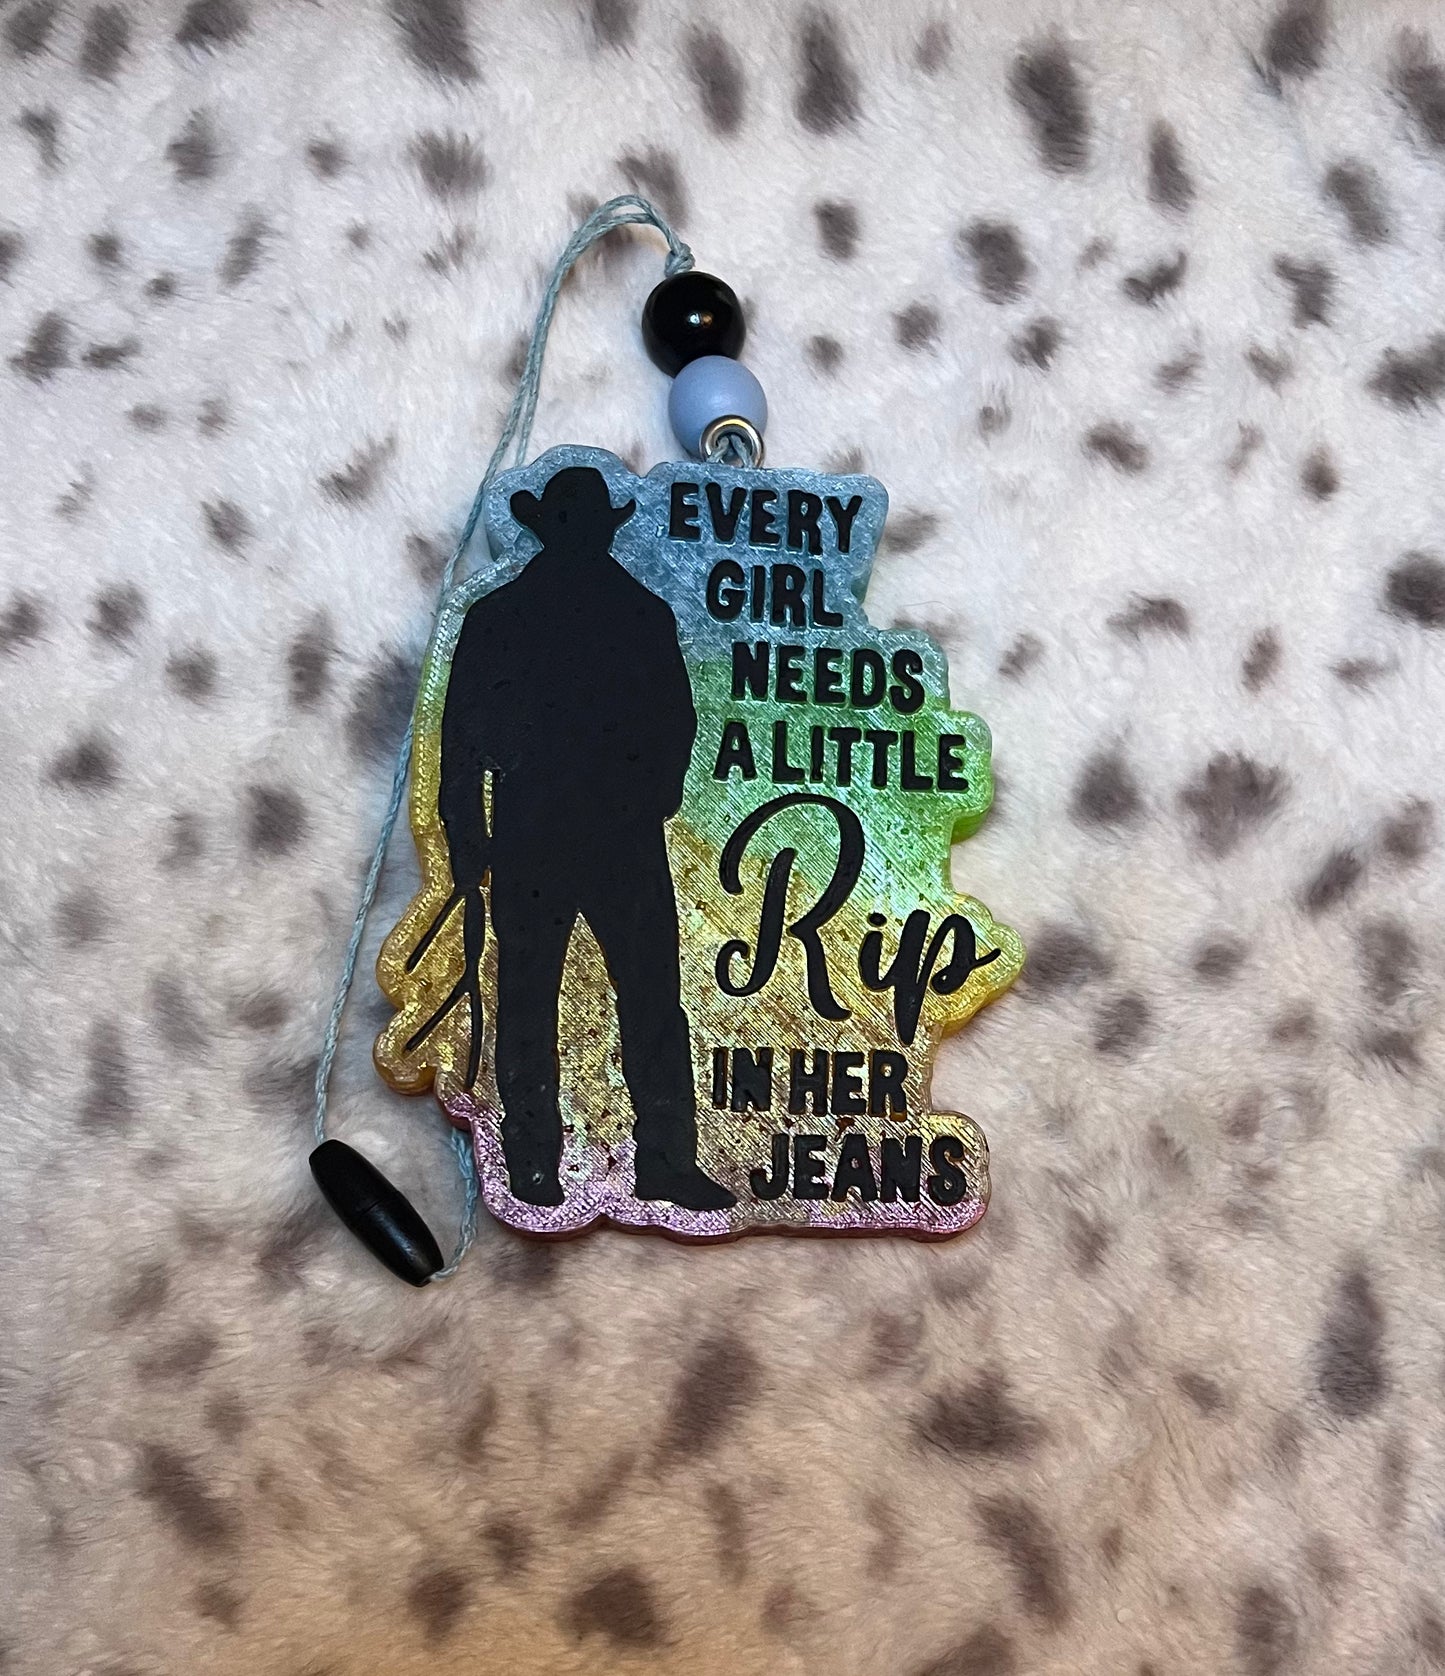 EVERY
GIRL
NEEDS
A LITTLE
Rip
IN HER
JEANS